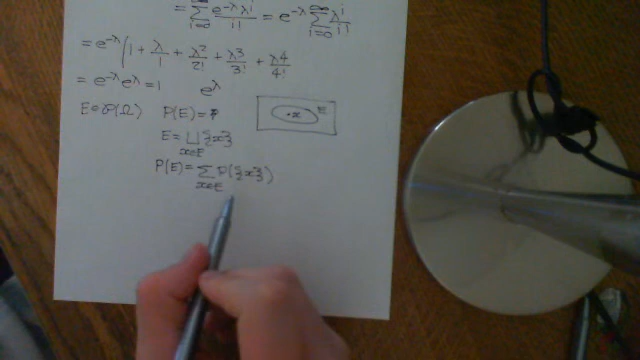 = ∑_{i=0}^{∞} e^{-λ}λ^i / i! = e^{-λ} ∑_{i=0}^{∞} λ^i / i!
= e^{-λ}(1 + λ/1 + λ²/2! + λ³/3! + λ⁴/4!
= e^{-λ}e^{λ} = 1 e^{λ}
E∈𝒫(Ω) P(E)=
·x E
E = ⊔_{x∈E} {x}
P(E) = ∑_{x∈E} P({x})